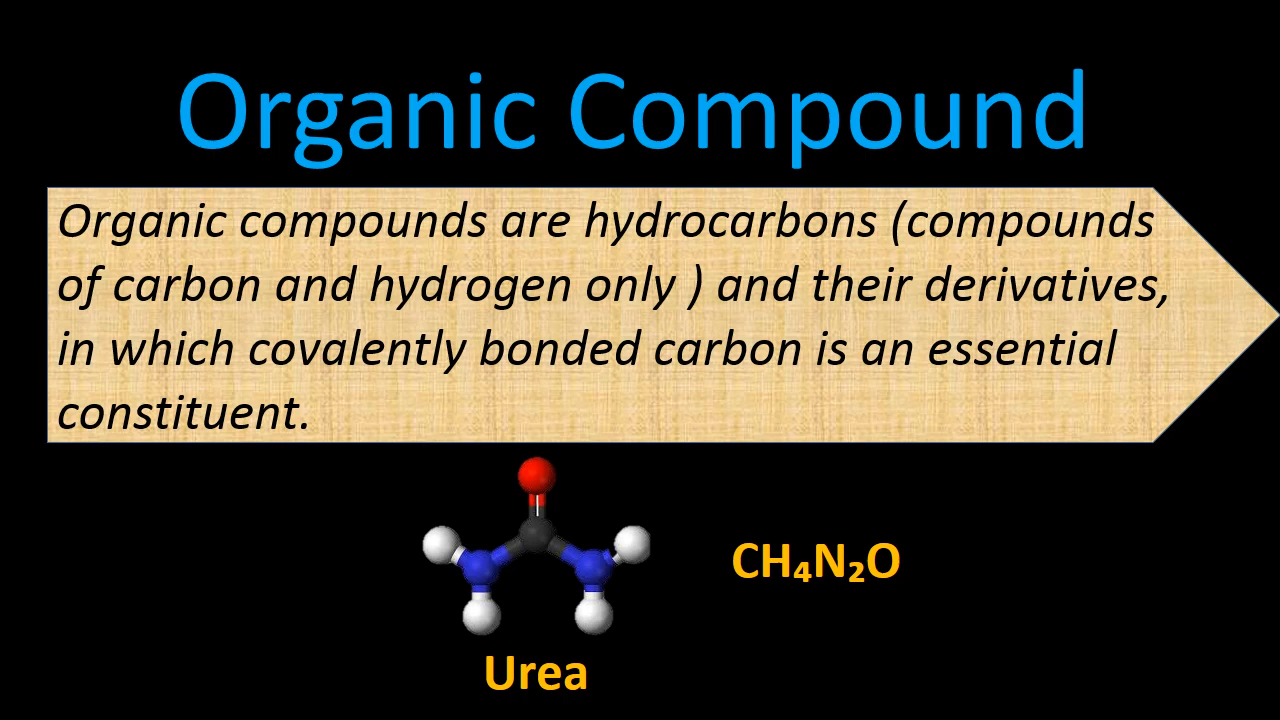 Organic Compound
Organic compounds are hydrocarbons (compounds
of carbon and hydrogen only ) and their derivatives,
in which covalently bonded carbon is an essential
constituent.
CH₄N₂O
Urea